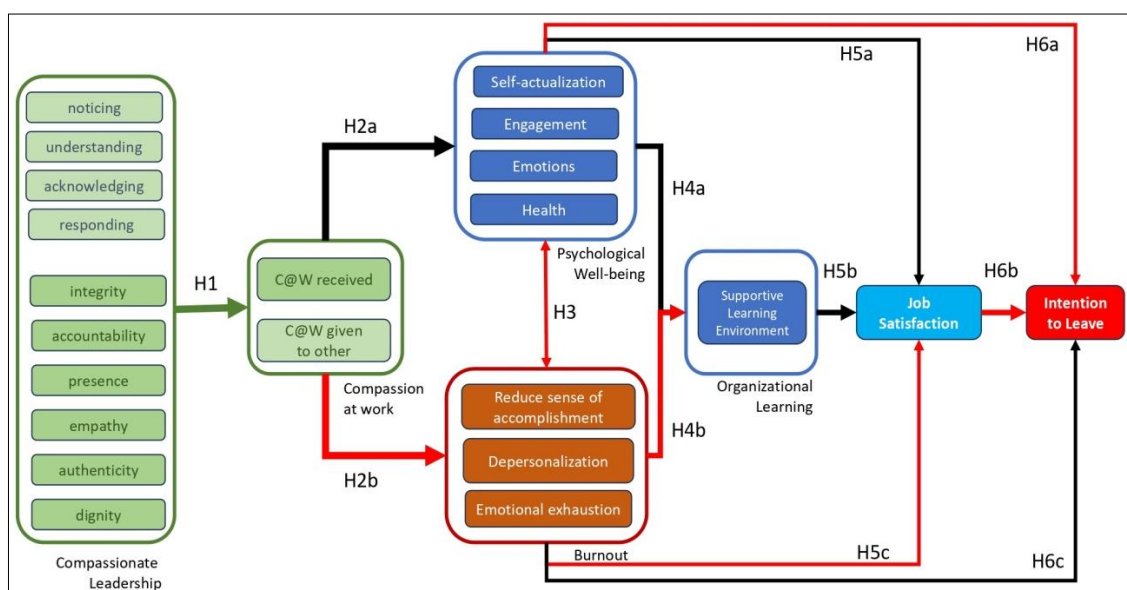 noticing
understanding
acknowledging
responding
integrity
accountability
presence
empathy
authenticity
dignity
Compassionate
Leadership
H1
H2a
C@W received
C@W given
to other
Compassion
at work
H2b
Self-actualization
Engagement
Emotions
Health
Psychological
Well-being
H3
Reduce sense of
accomplishment
Depersonalization
Emotional exhaustion
Burnout
H4a
H4b
Supportive
Learning
Environment
Organizational
Learning
H5a
H5b
H5c
Job
Satisfaction
H6a
H6b
H6c
Intention
to Leave